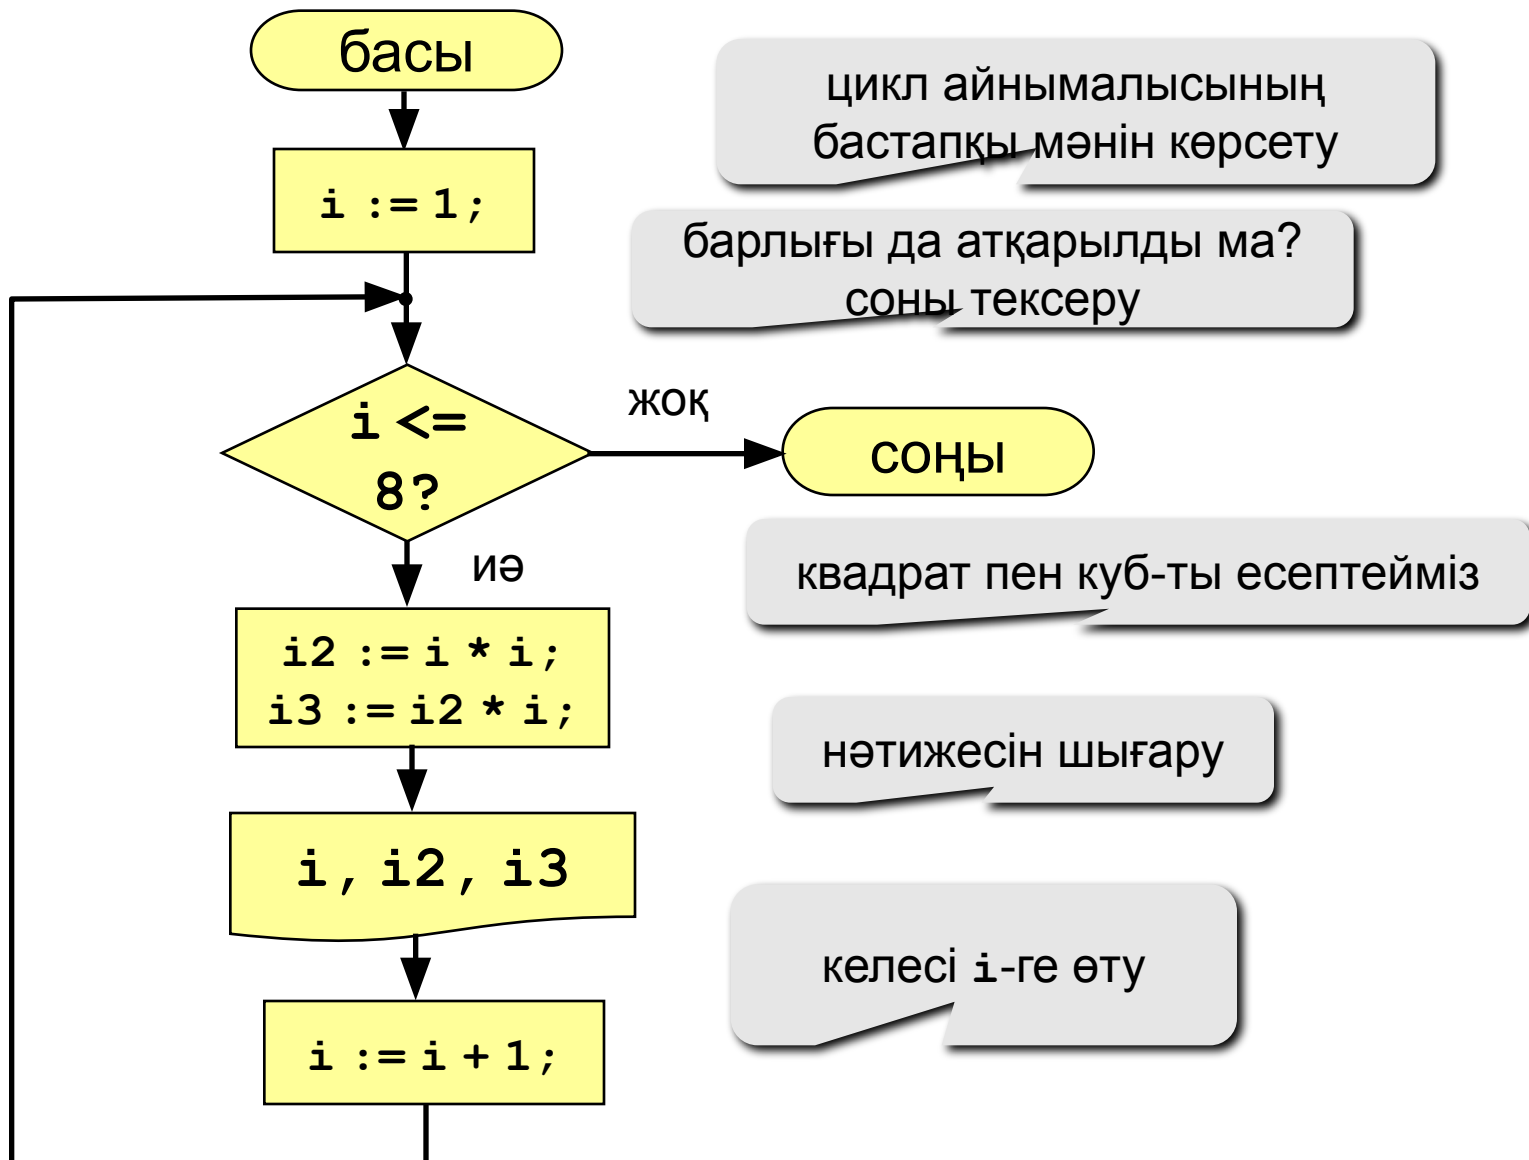 басы
цикл айнымалысының
бастапқы мәнін көрсету
i := 1;
барлығы да атқарылды ма?
соны тексеру
i <=
8?
жоқ
соңы
иә
квадрат пен куб-ты есептейміз
i2 := i * i;
i3 := i2 * i;
нәтижесін шығару
i, i2, i3
келесі i-ге өту
i := i + 1;